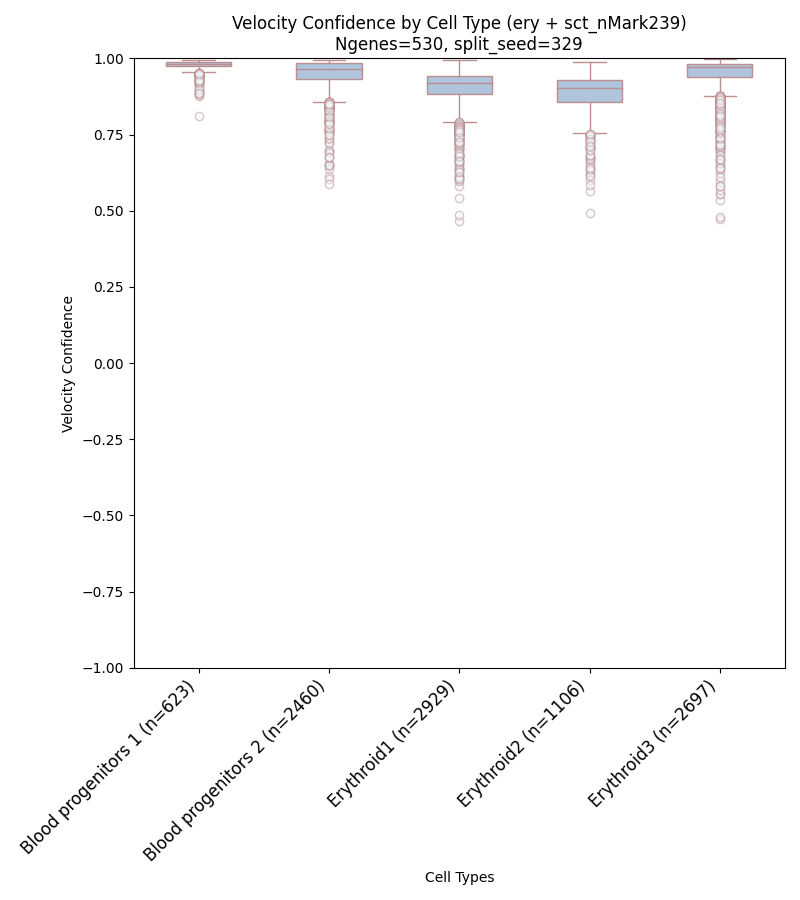 Velocity Confidence by Cell Type (ery + sct_nMark239)
Ngenes=530, split_seed=329
1.00
0.75
0.50
0.25
0.00
−0.25
−0.50
−0.75
−1.00
Velocity Confidence
Blood progenitors 1 (n=623)
Blood progenitors 2 (n=2460)
Erythroid1 (n=2929)
Erythroid2 (n=1106)
Erythroid3 (n=2697)
Cell Types